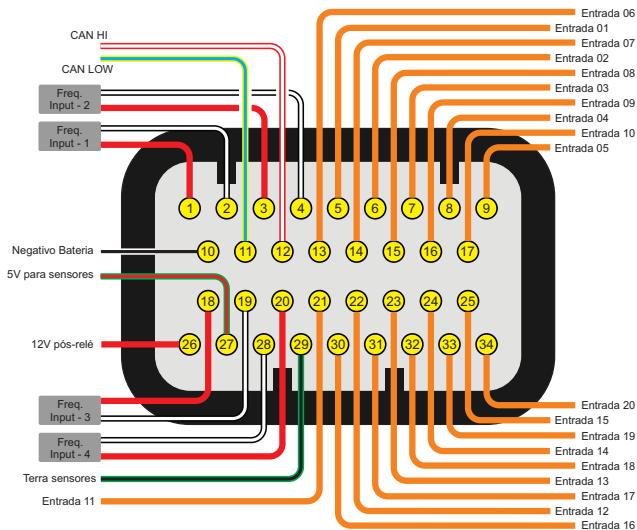 CAN HI
CAN LOW
Freq.
Input - 2
Freq.
Input - 1
Entrada 06
Entrada 01
Entrada 07
Entrada 02
Entrada 08
Entrada 03
Entrada 09
Entrada 04
Entrada 10
Entrada 05
1 2 3 4 5 6 7 8 9
Negativo Bateria
10 11 12 13 14 15 16 17
5V para sensores
18 19 20 21 22 23 24 25
12V pós-relé
26 27 28 29 30 31 32 33 34
Freq.
Input - 3
Freq.
Input - 4
Terra sensores
Entrada 11
Entrada 20
Entrada 15
Entrada 19
Entrada 14
Entrada 18
Entrada 13
Entrada 17
Entrada 12
Entrada 16